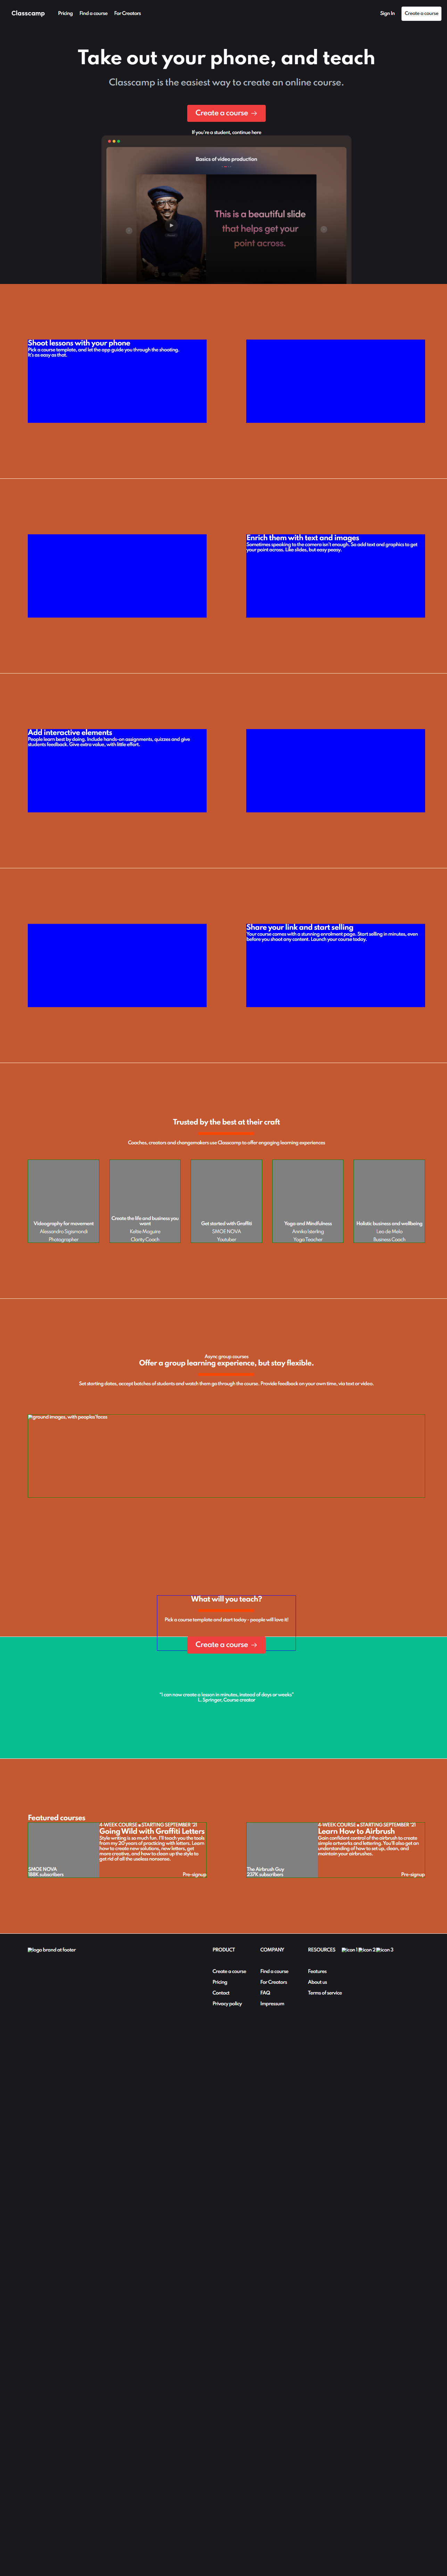 Classcamp Pricing Find a course For Creators Sign In Create a course
Take out your phone, and teach
Classcamp is the easiest way to create an online course.
Create a course →
If you're a student, continue here
Basics of video production
This is a beautiful slide
that helps get your
point across.
Shoot lessons with your phone
Pick a course template, and let the app guide you through the shooting.
It's as easy as that.
Enrich them with text and images
Sometimes speaking to the camera isn't enough. So add text and graphics to get
your point across. Like slides, but easy peasy.
Add interactive elements
People learn best by doing. Include hands-on assignments, quizzes and give
students feedback. Give extra value, with little effort.
Share your link and start selling
Your course comes with a stunning enrolment page. Start selling in minutes, even
before you shoot any content. Launch your course today.
Trusted by the best at their craft
Coaches, creators and changemakers use Classcamp to offer engaging learning experiences
Videography for movement
Alessandro Sigismondi
Photographer
Create the life and business you
want
Keltie Maguire
Clarity Coach
Get started with Graffiti
SMOE NOVA
Youtuber
Yoga and Mindfulness
Annika Isterling
Yoga Teacher
Holistic business and wellbeing
Lea de Melo
Business Coach
Async group courses
Offer a group learning experience, but stay flexible.
Set starting dates, accept batches of students and watch them go through the course. Provide feedback on your own time, via text or video.
ground images, with peoples'faces
What will you teach?
Pick a course template and start today - people will love it!
Create a course →
"I can now create a lesson in minutes, instead of days or weeks"
L. Springer, Course creator
Featured courses
4-WEEK COURSE • STARTING SEPTEMBER '21
Going Wild with Graffiti Letters
Style writing is so much fun. I'll teach you the tools
from my 20 years of practicing with letters. Learn
how to create new solutions, new letters, get
more creative, and how to clean up the style to
get rid of all the useless nonsense.
SMOE NOVA
188K subscribers
Pre-signup
4-WEEK COURSE • STARTING SEPTEMBER '21
Learn How to Airbrush
Gain confident control of the airbrush to create
simple artworks and lettering. You'll also get an
understanding of how to set up, clean, and
maintain your airbrushes.
The Airbrush Guy
237K subscribers
Pre-signup
logo brand at footer PRODUCT COMPANY RESOURCES icon 1 icon 2 icon 3
Create a course Find a course Features
Pricing For Creators About us
Contact FAQ Terms of service
Privacy policy Impressum